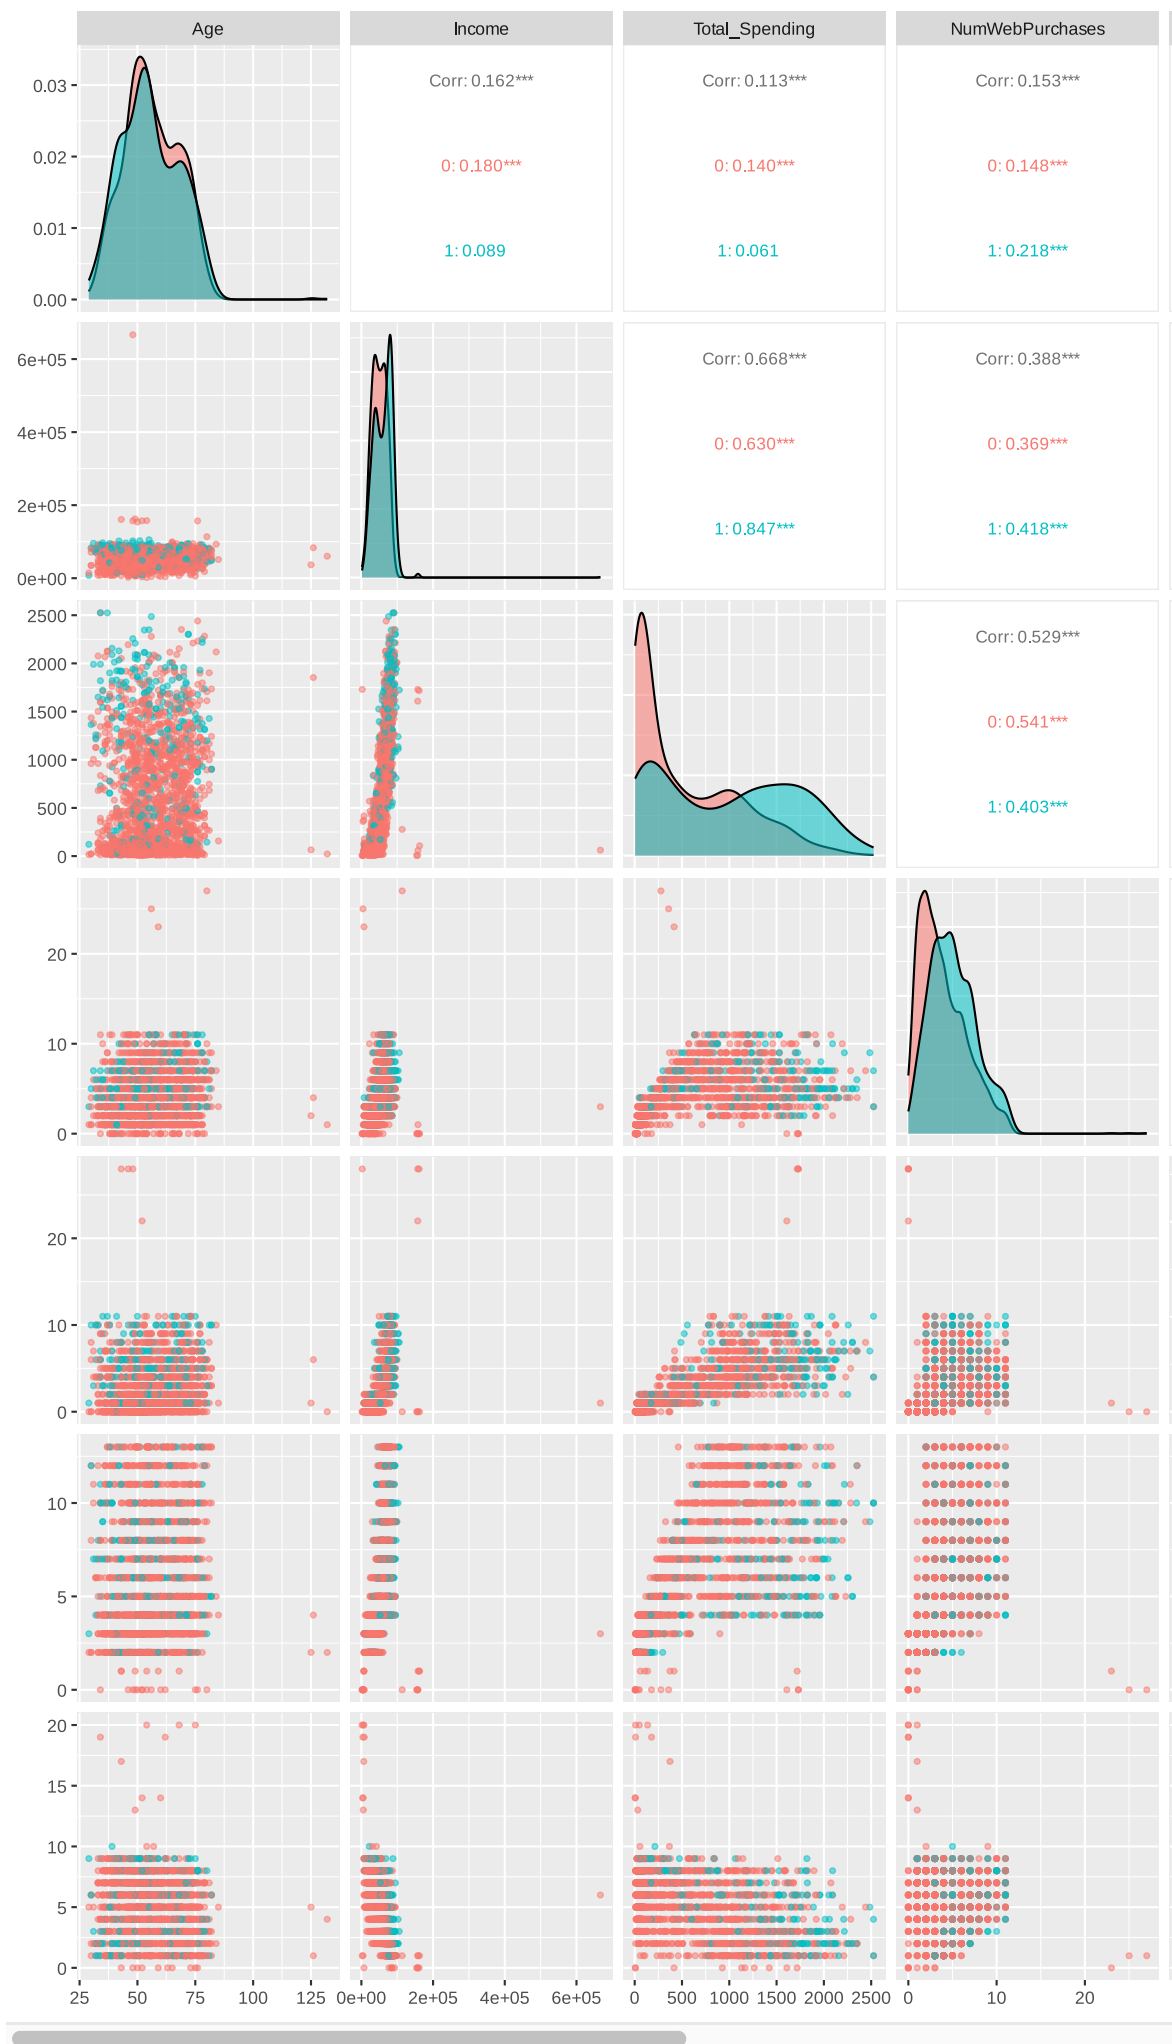 Age Income Total_Spending NumWebPurchases
Corr: 0.162*** Corr: 0.113*** Corr: 0.153***
0.03
0: 0.180*** 0: 0.140*** 0: 0.148***
0.02
0.01
1: 0.089 1: 0.061 1: 0.218***
0.00
6e+05
Corr: 0.668*** Corr: 0.388***
4e+05
0: 0.630*** 0: 0.369***
2e+05
1: 0.847*** 1: 0.418***
0e+00
2500
Corr: 0.529***
2000
1500
0: 0.541***
1000
500
1: 0.403***
0
20
10
0
20
10
0
10
5
0
20
15
10
5
0
25 50 75 100 125 0e+00 2e+05 4e+05 6e+05 0 500 1000 1500 2000 2500 0 10 20